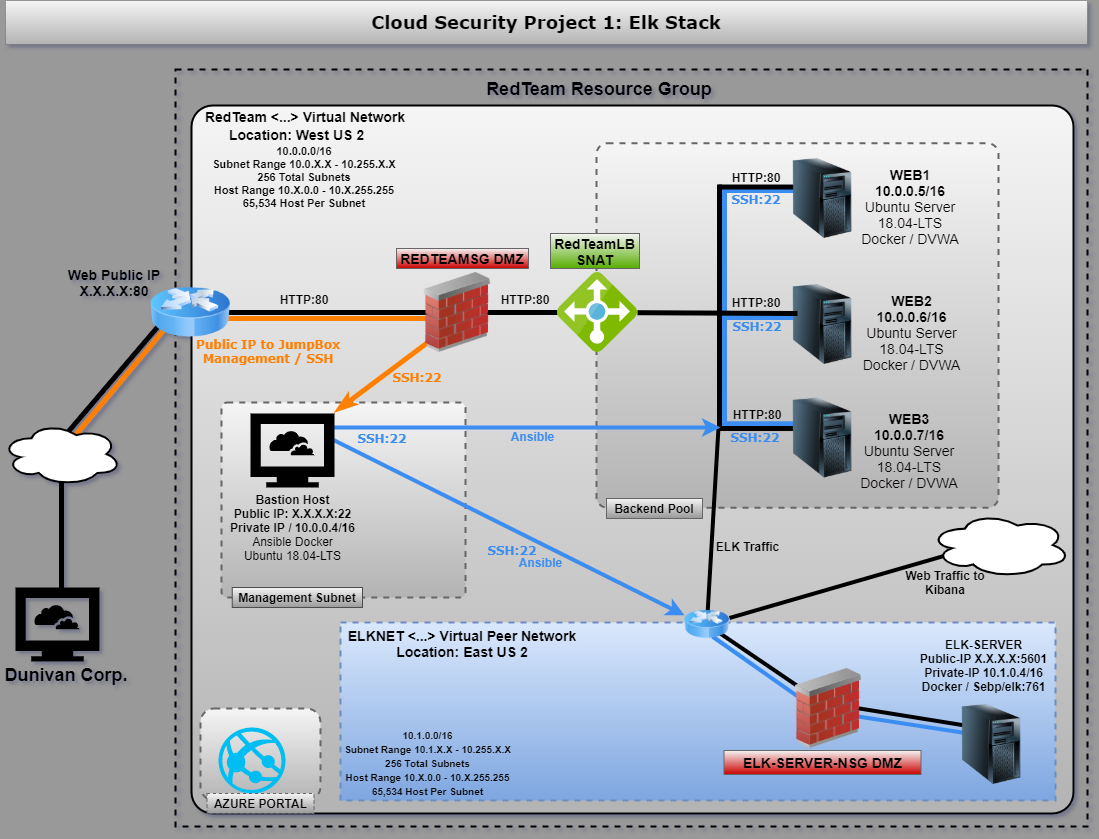 Cloud Security Project 1: Elk Stack
RedTeam Resource Group
RedTeam <...> Virtual Network
Location: West US 2
10.0.0.0/16
Subnet Range 10.0.X.X - 10.255.X.X
256 Total Subnets
Host Range 10.X.0.0 - 10.X.255.255
65,534 Host Per Subnet
Web Public IP
X.X.X.X:80
HTTP:80
Public IP to JumpBox
Management / SSH
REDTEAMSG DMZ
HTTP:80
SSH:22
RedTeamLB
SNAT
HTTP:80
SSH:22
WEB1
10.0.0.5/16
Ubuntu Server
18.04-LTS
Docker / DVWA
HTTP:80
SSH:22
WEB2
10.0.0.6/16
Ubuntu Server
18.04-LTS
Docker / DVWA
HTTP:80
SSH:22
WEB3
10.0.0.7/16
Ubuntu Server
18.04-LTS
Docker / DVWA
Backend Pool
SSH:22
Ansible
Bastion Host
Public IP: X.X.X.X:22
Private IP / 10.0.0.4/16
Ansible Docker
Ubuntu 18.04-LTS
Management Subnet
SSH:22
Ansible
ELK Traffic
Web Traffic to
Kibana
Dunivan Corp.
ELKNET <...> Virtual Peer Network
Location: East US 2
10.1.0.0/16
Subnet Range 10.1.X.X - 10.255.X.X
256 Total Subnets
Host Range 10.X.0.0 - 10.X.255.255
65,534 Host Per Subnet
ELK-SERVER
Public-IP X.X.X.X:5601
Private-IP 10.1.0.4/16
Docker / Sebp/elk:761
ELK-SERVER-NSG DMZ
AZURE PORTAL